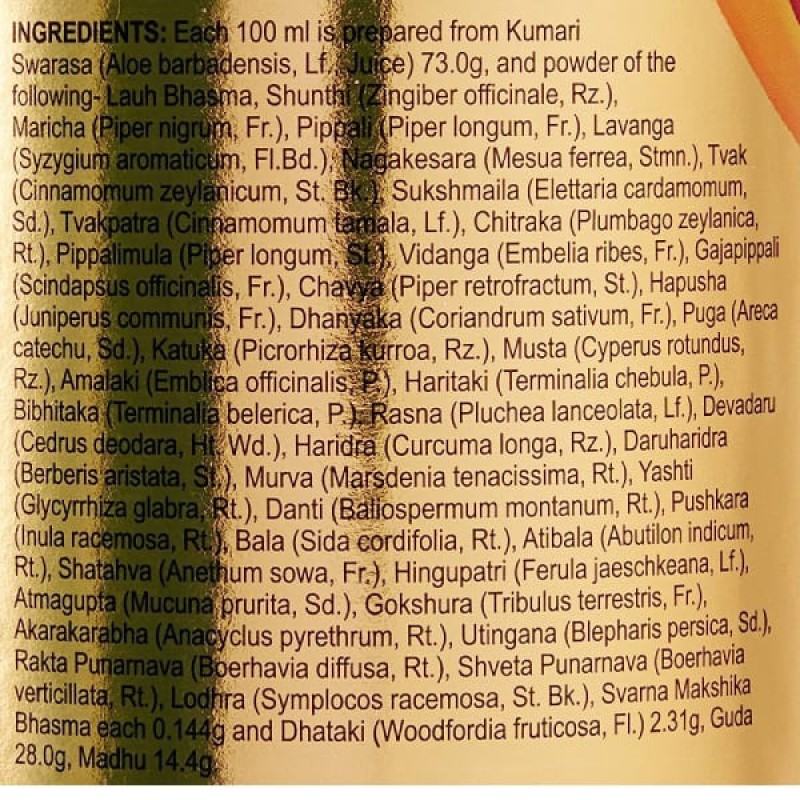 INGREDIENTS: Each 100 ml is prepared from Kumari
Swarasa (Aloe barbadensis, Lf. Juice) 73.0g, and powder of the
following- Lauh Bhasma, Shunthi (Zingiber officinale, Rz.),
Maricha (Piper nigrum, Fr.), Pippali (Piper longum, Fr.), Lavanga
(Syzygium aromaticum, Fl.Bd.), Nagakesara (Mesua ferrea, Stmn.), Tvak
(Cinnamomum zeylanicum, St. Bk.), Sukshmaila (Elettaria cardamomum,
Sd.), Tvakpatra (Cinnamomum tamala, Lf.), Chitraka (Plumbago zeylanica,
Rt.), Pippalimula (Piper longum, St.), Vidanga (Embelia ribes, Fr.), Gajapippali
(Scindapsus officinalis, Fr.), Chavya (Piper retrofractum, St.), Hapusha
(Juniperus communis, Fr.), Dhanyaka (Coriandrum sativum, Fr.), Puga (Areca
catechu, Sd.), Katuka (Picrorhiza kurroa, Rz.), Musta (Cyperus rotundus,
Rz.), Amalaki (Emblica officinalis, P.), Haritaki (Terminalia chebula, P.),
Bibhitaka (Terminalia belerica, P.), Rasna (Pluchea lanceolata, Lf.), Devadaru
(Cedrus deodara, Ht. Wd.), Haridra (Curcuma longa, Rz.), Daruharidra
(Berberis aristata, St.), Murva (Marsdenia tenacissima, Rt.), Yashti
(Glycyrrhiza glabra, Rt.), Danti (Baliospermum montanum, Rt.), Pushkara
(Inula racemosa, Rt.), Bala (Sida cordifolia, Rt.), Atibala (Abutilon indicum,
Rt.), Shatahva (Anethum sowa, Fr.), Hingupatri (Ferula jaeschkeana, Lf.),
Atmagupta (Mucuna prurita, Sd.), Gokshura (Tribulus terrestris, Fr.),
Akarakarabha (Anacyclus pyrethrum, Rt.), Utingana (Blepharis persica, Sd.),
Rakta Punarnava (Boerhavia diffusa, Rt.), Shveta Punarnava (Boerhavia
verticillata, Rt.), Lodhra (Symplocos racemosa, St. Bk.), Svarna Makshika
Bhasma each 0.144g and Dhataki (Woodfordia fruticosa, Fl.) 2.31g, Guda
28.0g, Madhu 14.4g